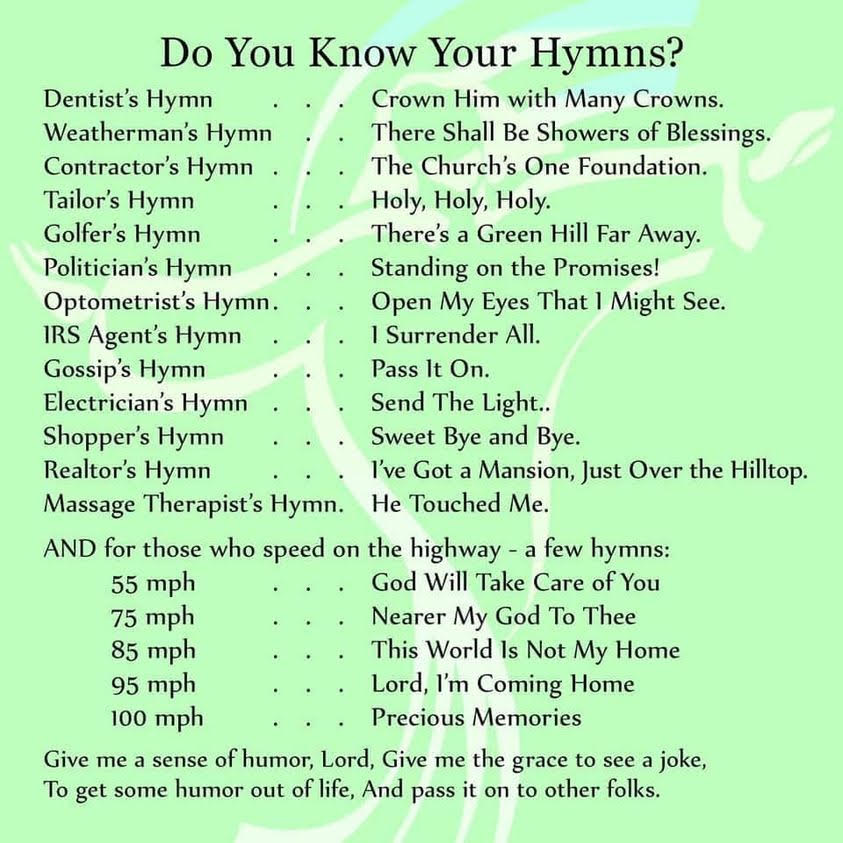 Do You Know Your Hymns?
Dentist's Hymn . . . Crown Him with Many Crowns.
Weatherman's Hymn . . There Shall Be Showers of Blessings.
Contractor's Hymn . . . The Church's One Foundation.
Tailor's Hymn . . . Holy, Holy, Holy.
Golfer's Hymn . . . There's a Green Hill Far Away.
Politician's Hymn . . . Standing on the Promises!
Optometrist's Hymn. . . Open My Eyes That I Might See.
IRS Agent's Hymn . . . I Surrender All.
Gossip's Hymn . . . Pass It On.
Electrician's Hymn . . . Send The Light..
Shopper's Hymn . . . Sweet Bye and Bye.
Realtor's Hymn . . . I've Got a Mansion, Just Over the Hilltop.
Massage Therapist's Hymn. He Touched Me.
AND for those who speed on the highway - a few hymns:
55 mph . . . God Will Take Care of You
75 mph . . . Nearer My God To Thee
85 mph . . . This World Is Not My Home
95 mph . . . Lord, I'm Coming Home
100 mph . . . Precious Memories
Give me a sense of humor, Lord, Give me the grace to see a joke,
To get some humor out of life, And pass it on to other folks.